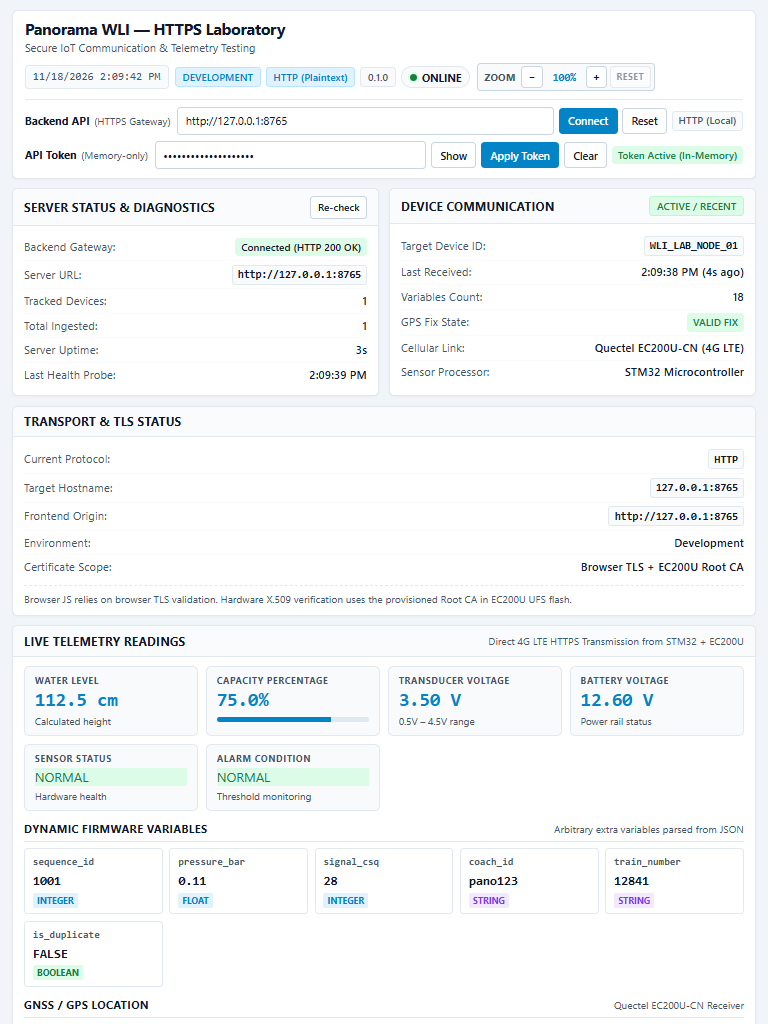 Panorama WLI — HTTPS Laboratory
Secure IoT Communication & Telemetry Testing
11/18/2026 2:09:42 PM DEVELOPMENT HTTP (Plaintext) 0.1.0 ONLINE ZOOM − 100% + RESET
Backend API (HTTPS Gateway) http://127.0.0.1:8765 Connect Reset HTTP (Local)
API Token (Memory-only) •••••••••••••••••••• Show Apply Token Clear Token Active (In-Memory)
SERVER STATUS & DIAGNOSTICS Re-check
Backend Gateway: Connected (HTTP 200 OK)
Server URL: http://127.0.0.1:8765
Tracked Devices: 1
Total Ingested: 1
Server Uptime: 3s
Last Health Probe: 2:09:39 PM
DEVICE COMMUNICATION ACTIVE / RECENT
Target Device ID: WLI_LAB_NODE_01
Last Received: 2:09:38 PM (4s ago)
Variables Count: 18
GPS Fix State: VALID FIX
Cellular Link: Quectel EC200U-CN (4G LTE)
Sensor Processor: STM32 Microcontroller
TRANSPORT & TLS STATUS
Current Protocol: HTTP
Target Hostname: 127.0.0.1:8765
Frontend Origin: http://127.0.0.1:8765
Environment: Development
Certificate Scope: Browser TLS + EC200U Root CA
Browser JS relies on browser TLS validation. Hardware X.509 verification uses the provisioned Root CA in EC200U UFS flash.
LIVE TELEMETRY READINGS Direct 4G LTE HTTPS Transmission from STM32 + EC200U
WATER LEVEL CAPACITY PERCENTAGE TRANSDUCER VOLTAGE BATTERY VOLTAGE
112.5 cm 75.0% 3.50 V 12.60 V
Calculated height 0.5V – 4.5V range Power rail status
SENSOR STATUS ALARM CONDITION
NORMAL NORMAL
Hardware health Threshold monitoring
DYNAMIC FIRMWARE VARIABLES Arbitrary extra variables parsed from JSON
sequence_id pressure_bar signal_csq coach_id train_number
1001 0.11 28 pano123 12841
INTEGER FLOAT INTEGER STRING STRING
is_duplicate
FALSE
BOOLEAN
GNSS / GPS LOCATION Quectel EC200U-CN Receiver